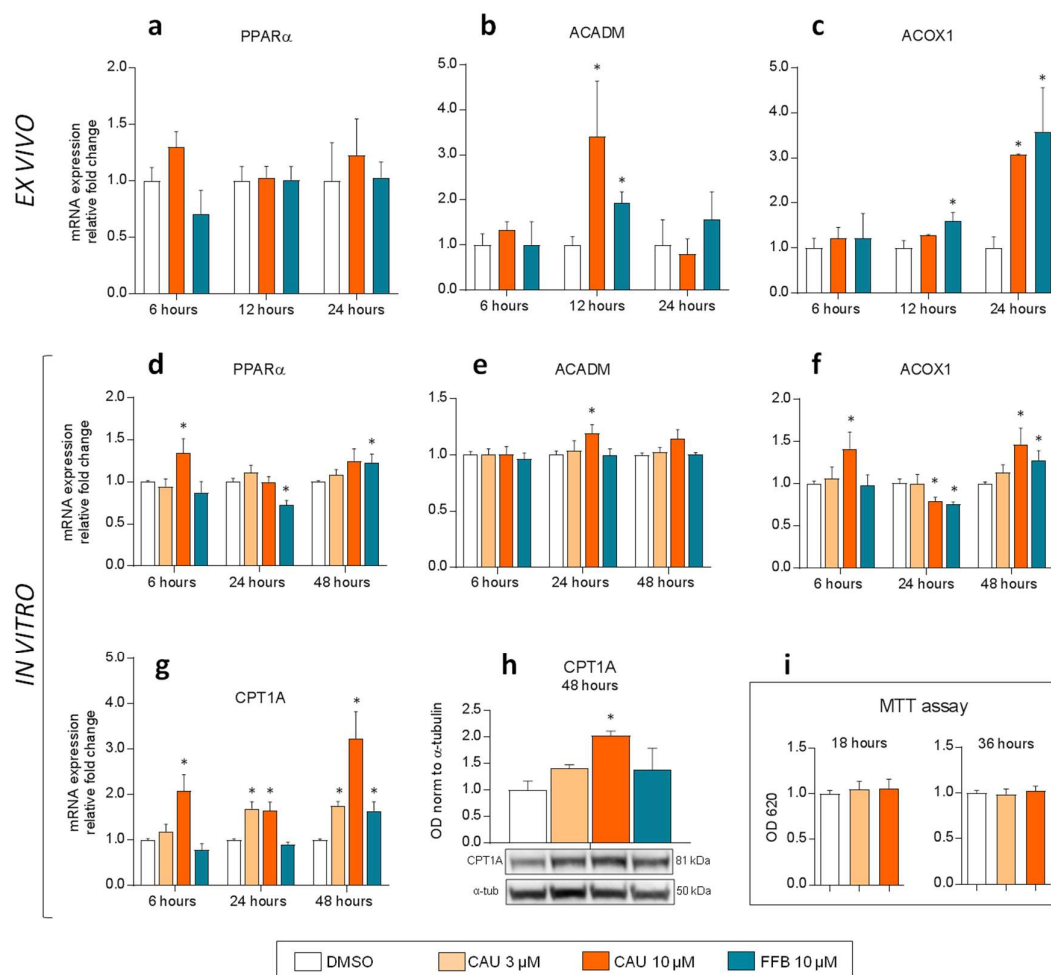 a
PPARα
mRNA expression
relative fold change
2.0
1.5
1.0
0.5
0.0
6 hours
12 hours
24 hours
b
ACADM
5.0
4.0
3.0
2.0
1.0
0.0
*
*
6 hours
12 hours
24 hours
c
ACOX1
5.0
4.0
3.0
2.0
1.0
0.0
*
*
*
6 hours
12 hours
24 hours
EX VIVO
d
PPARα
mRNA expression
relative fold change
2.0
1.5
1.0
0.5
0.0
*
*
*
6 hours
24 hours
48 hours
e
ACADM
1.5
1.0
0.5
0.0
*
6 hours
24 hours
48 hours
f
ACOX1
2.0
1.5
1.0
0.5
0.0
*
* *
* *
6 hours
24 hours
48 hours
IN VITRO
g
CPT1A
mRNA expression
relative fold change
5.0
4.0
3.0
2.0
1.0
0.0
*
* *
* * *
6 hours
24 hours
48 hours
h
CPT1A
48 hours
OD norm to α-tubulin
2.5
2.0
1.5
1.0
0.5
0.0
*
CPT1A
81 kDa
α-tub
50 kDa
i
MTT assay
18 hours
36 hours
OD 620
1.5
1.0
0.5
0.0
1.5
1.0
0.5
0.0
DMSO
CAU 3 μM
CAU 10 μM
FFB 10 μM